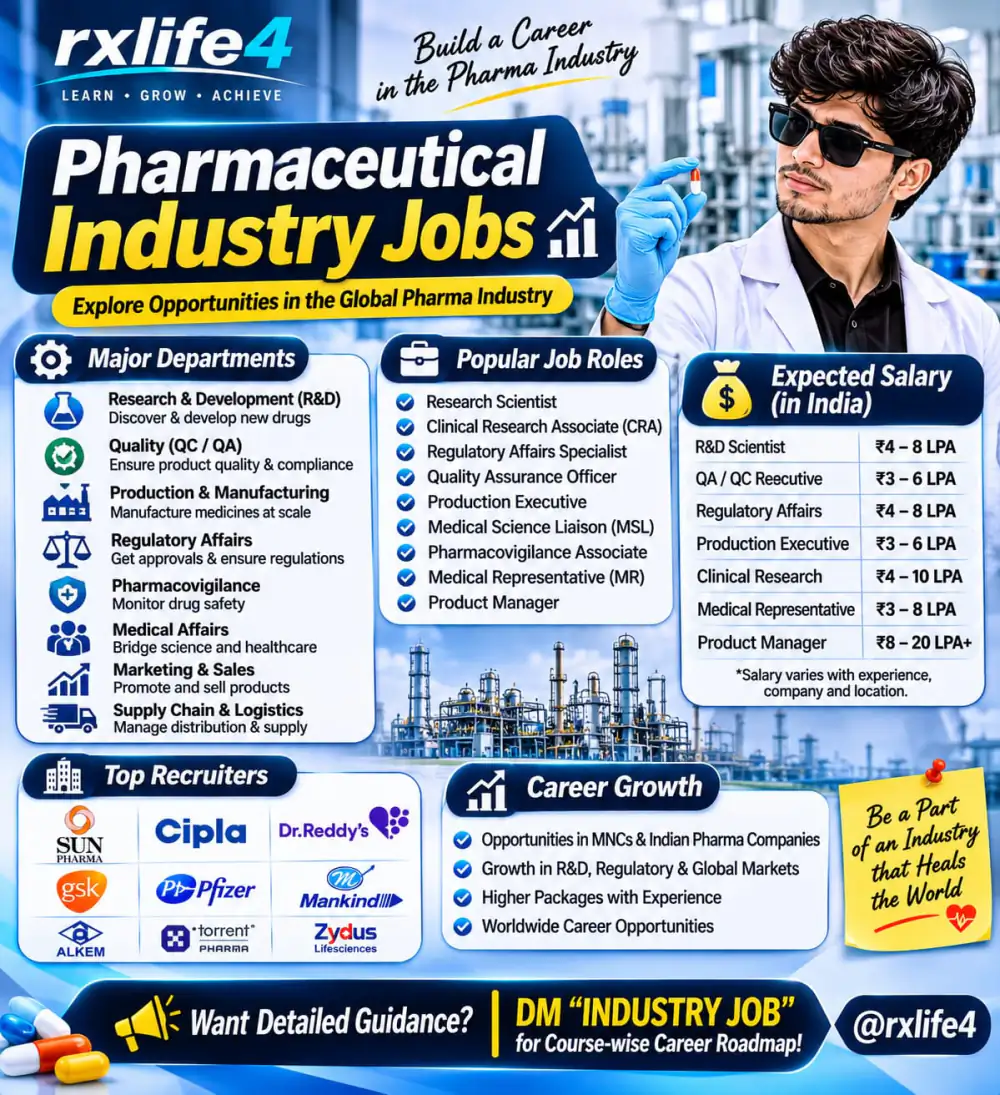 rxlife4
LEARN • GROW • ACHIEVE
Build a Career
in the Pharma Industry
Pharmaceutical
Industry Jobs
Explore Opportunities in the Global Pharma Industry
Major Departments
Research & Development (R&D)
Discover & develop new drugs
Quality (QC / QA)
Ensure product quality & compliance
Production & Manufacturing
Manufacture medicines at scale
Regulatory Affairs
Get approvals & ensure regulations
Pharmacovigilance
Monitor drug safety
Medical Affairs
Bridge science and healthcare
Marketing & Sales
Promote and sell products
Supply Chain & Logistics
Manage distribution & supply
Popular Job Roles
Research Scientist
Clinical Research Associate (CRA)
Regulatory Affairs Specialist
Quality Assurance Officer
Production Executive
Medical Science Liaison (MSL)
Pharmacovigilance Associate
Medical Representative (MR)
Product Manager
Expected Salary
(in India)
R&D Scientist ₹4 – 8 LPA
QA / QC Reecutive ₹3 – 6 LPA
Regulatory Affairs ₹4 – 8 LPA
Production Executive ₹3 – 6 LPA
Clinical Research ₹4 – 10 LPA
Medical Representative ₹3 – 8 LPA
Product Manager ₹8 – 20 LPA+
*Salary varies with experience,
company and location.
Top Recruiters
SUN
PHARMA
Cipla
Dr.Reddy's
gsk
Pfizer
Mankind
ALKEM
torrent
PHARMA
Zydus
Lifesciences
Career Growth
Opportunities in MNCs & Indian Pharma Companies
Growth in R&D, Regulatory & Global Markets
Higher Packages with Experience
Worldwide Career Opportunities
Be a Part
of an Industry
that Heals
the World
Want Detailed Guidance?
DM “INDUSTRY JOB”
for Course-wise Career Roadmap!
@rxlife4